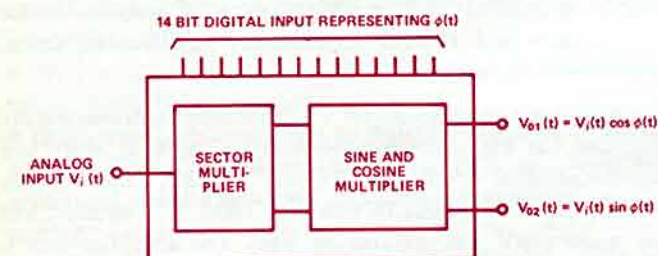 14 BIT DIGITAL INPUT REPRESENTING ϕ(t)
ANALOG
INPUT Vi (t)
SECTOR
MULTI-
PLIER
SINE AND
COSINE
MULTIPLIER
V01 (t) = Vi(t) cos ϕ(t)
V02 (t) = Vi(t) sin ϕ(t)